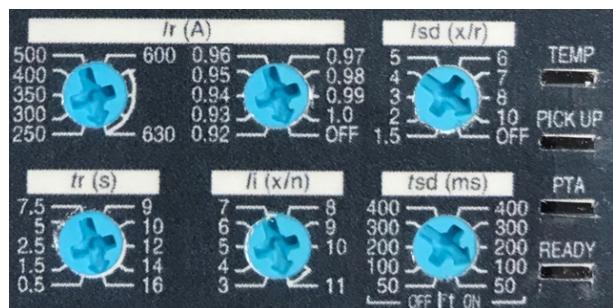 Ir (A)
Isd (x/r)
500 600 0.96 0.97 5 6 TEMP
400 0.95 0.98 4 7
350 0.94 0.99 3 8
300 0.93 1.0 2 10 PICK UP
250 630 0.92 OFF 1.5 OFF
tr (s) Ii (x/n) tsd (ms) PTA
7.5 9 7 8 400 400
5 10 6 9 300 300
2.5 12 5 10 200 200
1.5 14 4 100 100 READY
0.5 16 3 11 50 50
OFF I²t ON